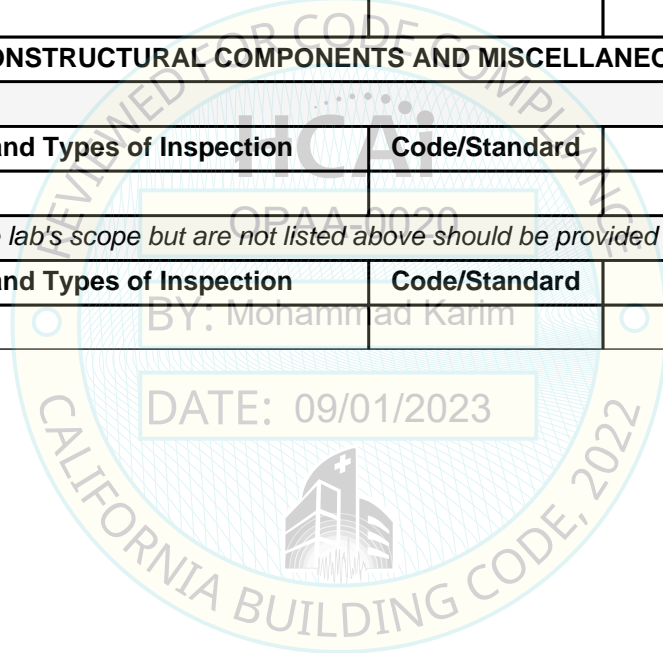 ONSTRUCTURAL COMPONENTS AND MISCELLANEO
and Types of Inspection Code/Standard
lab's scope but are not listed above should be provided
and Types of Inspection Code/Standard
REVIEWED FOR CODE COMPLIANCE
HCAi
OPAA-0020
BY: Mohammad Karim
DATE: 09/01/2023
CALIFORNIA BUILDING CODE, 2022